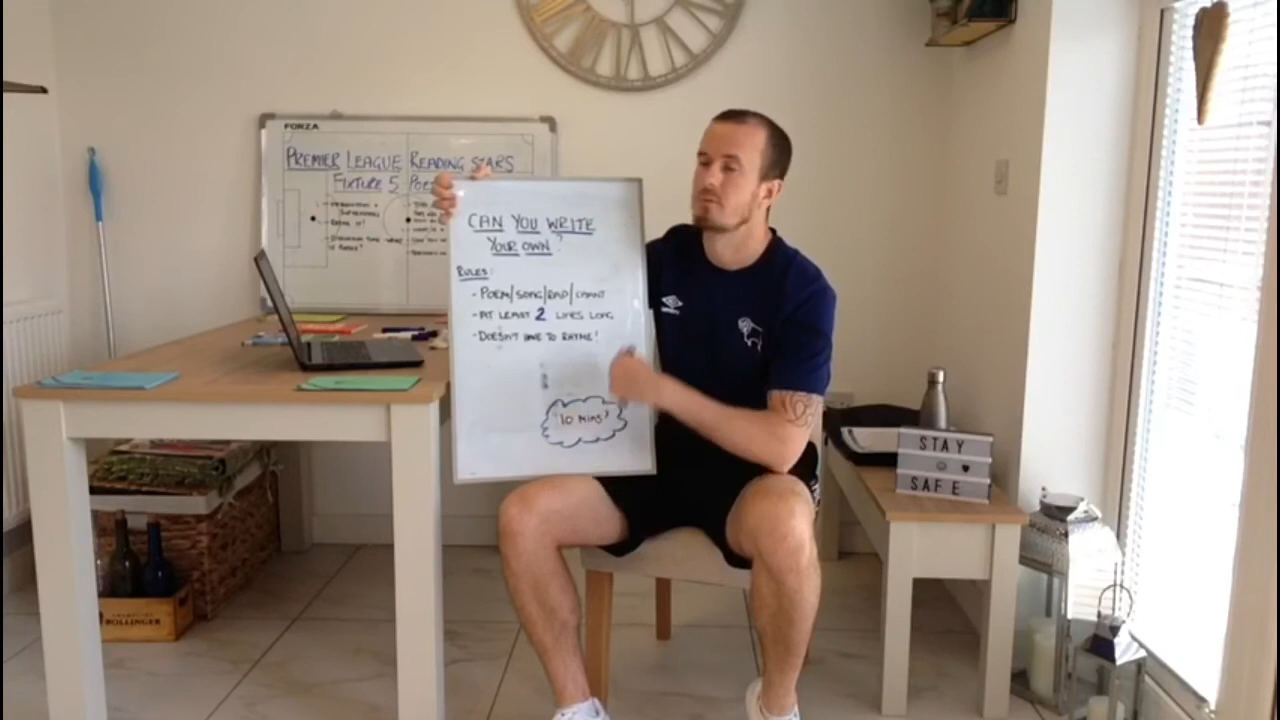 FORZA
PREMIER LEAGUE READING STARS
FIXTURE 5
CAN YOU WRITE
YOUR OWN?
RULES:
- POEM/SONG/RAP/CHANT
- AT LEAST 2 LINES LONG
- DOESN'T HAVE TO RHYME!
"10 MINS"
STAY
SAFE
BOLLINGER